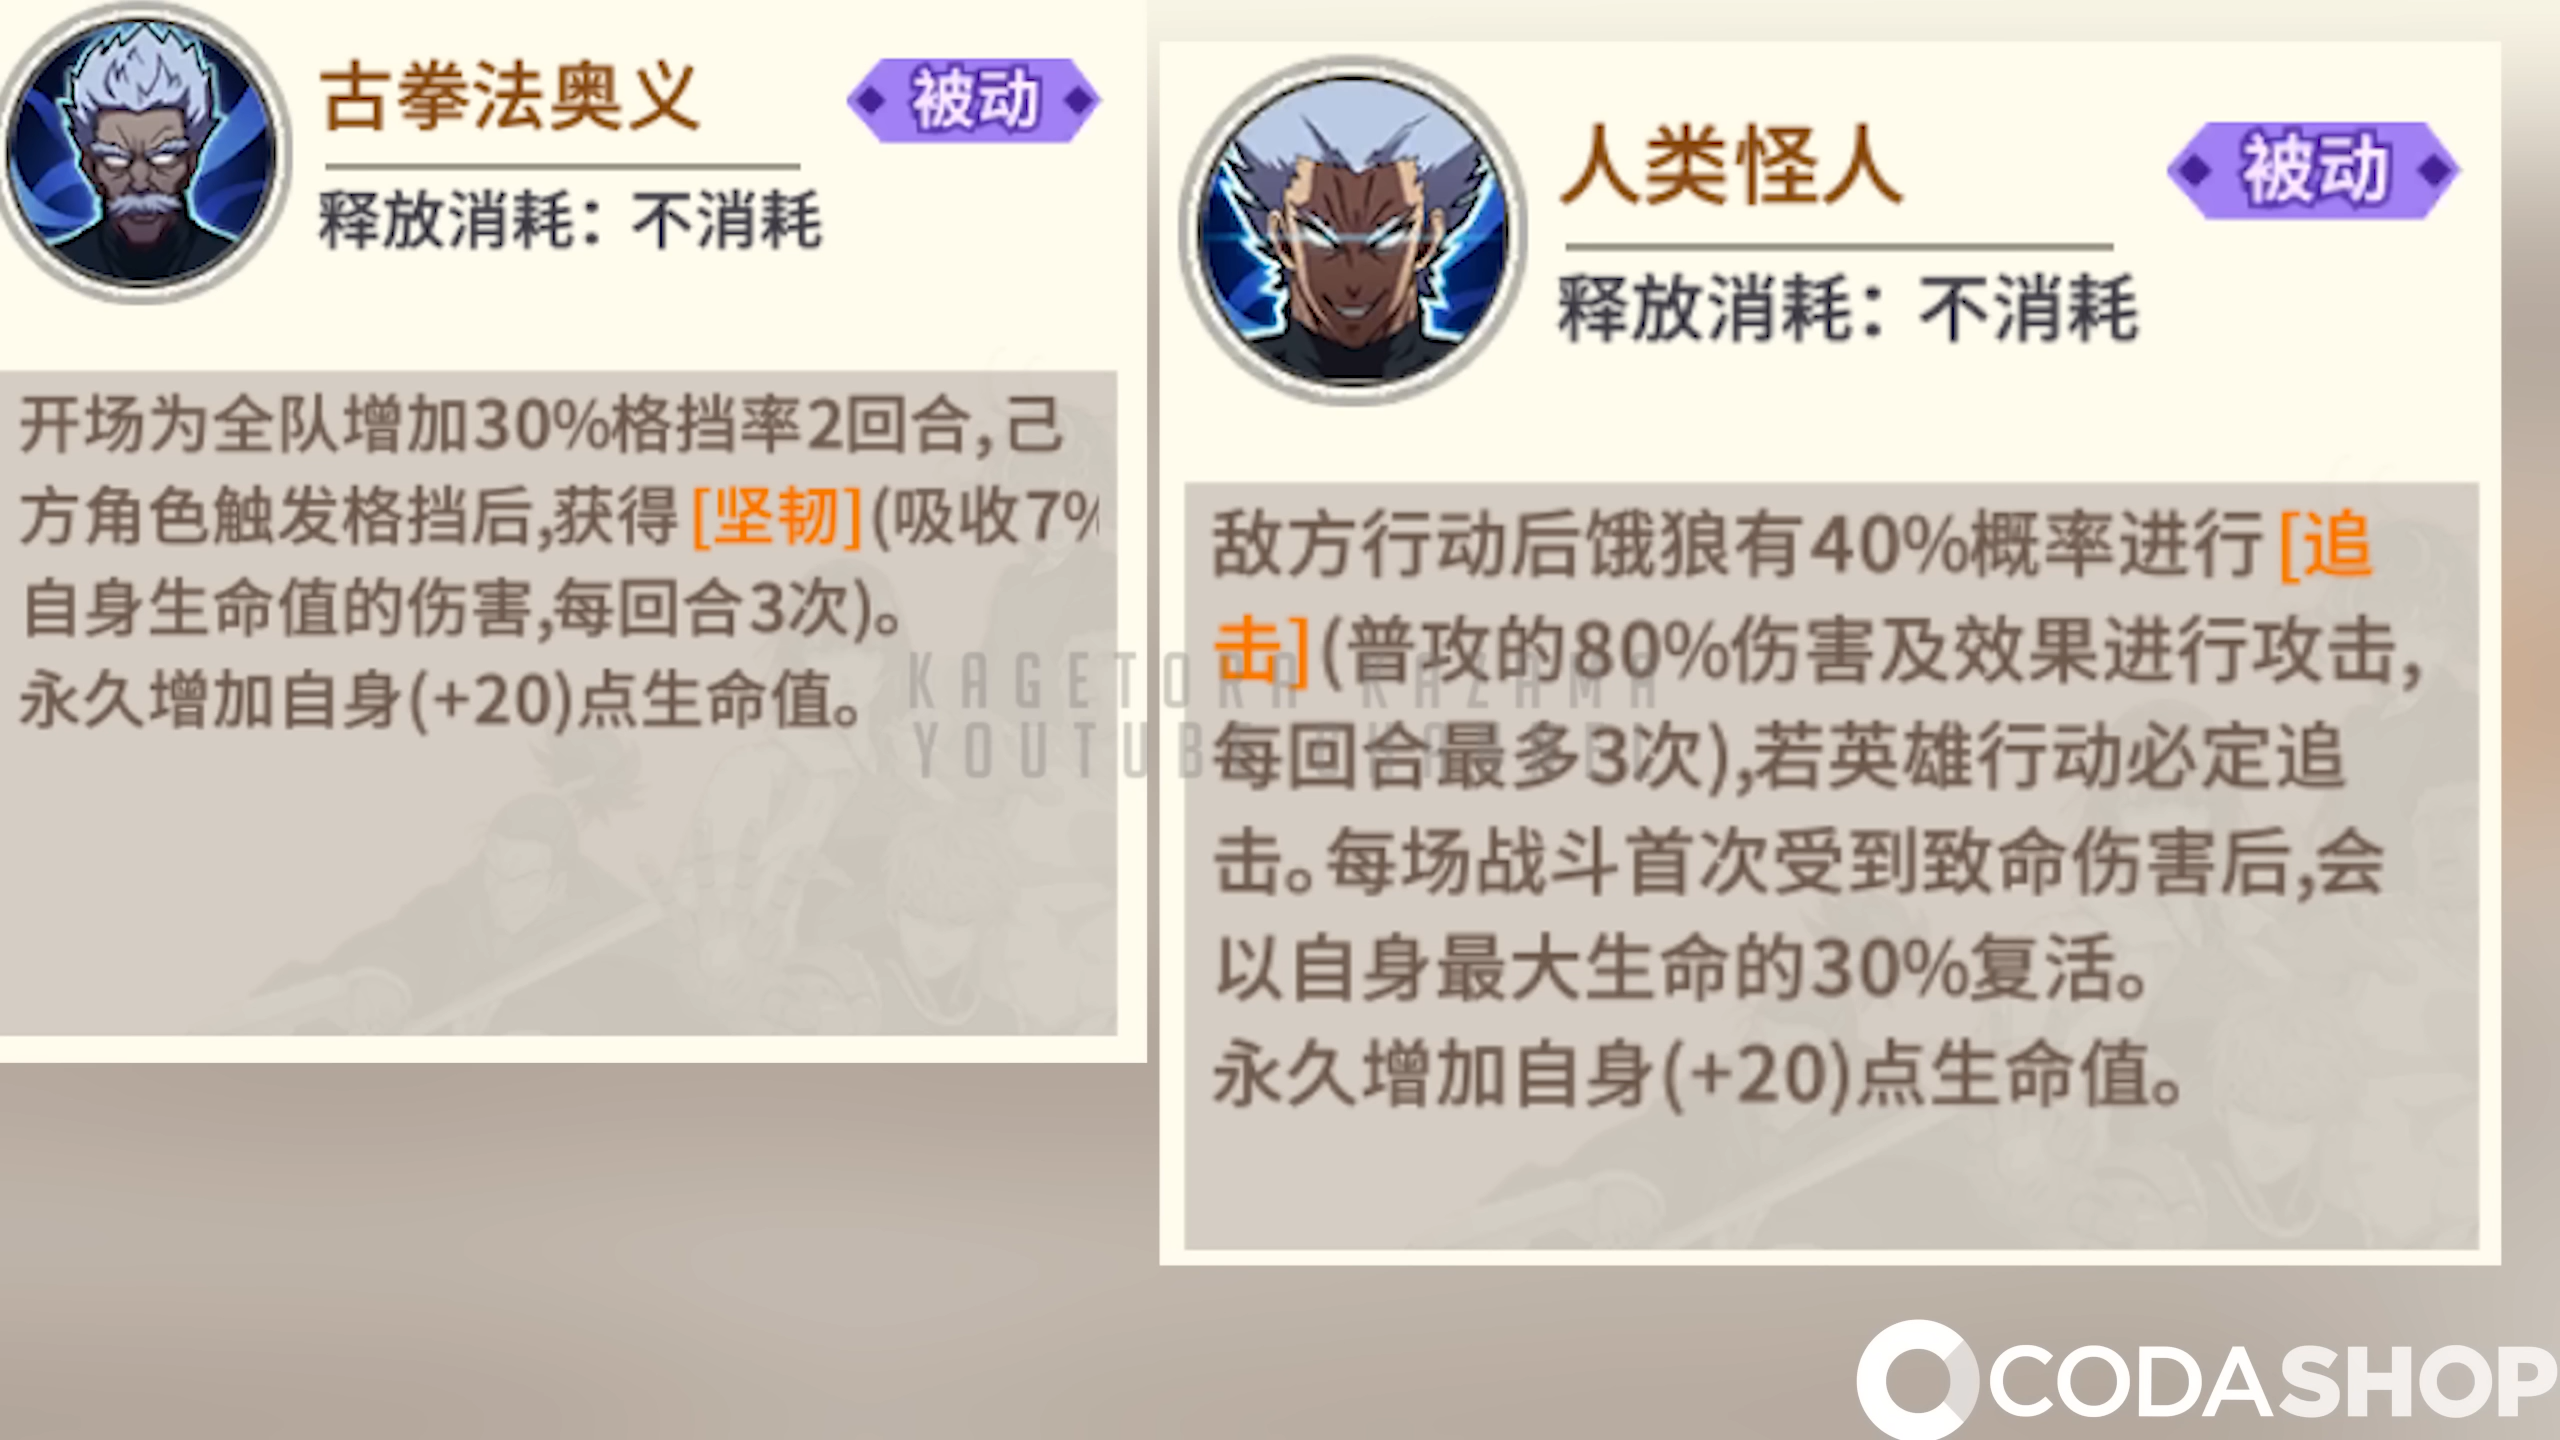 古拳法奥义
被动
释放消耗：不消耗
开场为全队增加30%格挡率2回合,己
方角色触发格挡后,获得[坚韧](吸收7%
自身生命值的伤害,每回合3次)。
永久增加自身(+20)点生命值。
人类怪人
被动
释放消耗：不消耗
敌方行动后饿狼有40%概率进行[追
击](普攻的80%伤害及效果进行攻击,
每回合最多3次),若英雄行动必定追
击。每场战斗首次受到致命伤害后,会
以自身最大生命的30%复活。
永久增加自身(+20)点生命值。
KAGETORA KAZAMA
YOUTUBE CHANNEL
CODASHOP